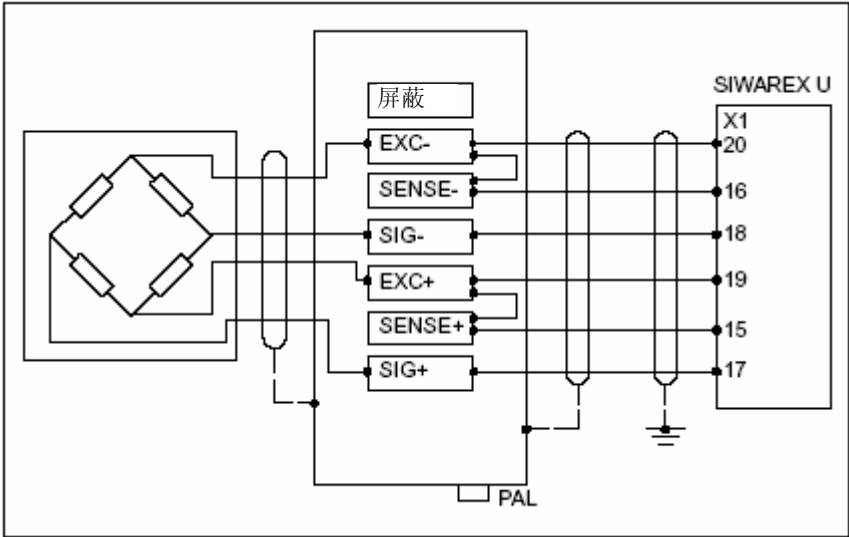 屏蔽
EXC-
SENSE-
SIG-
EXC+
SENSE+
SIG+
PAL
SIWAREX U
X1
20
16
18
19
15
17